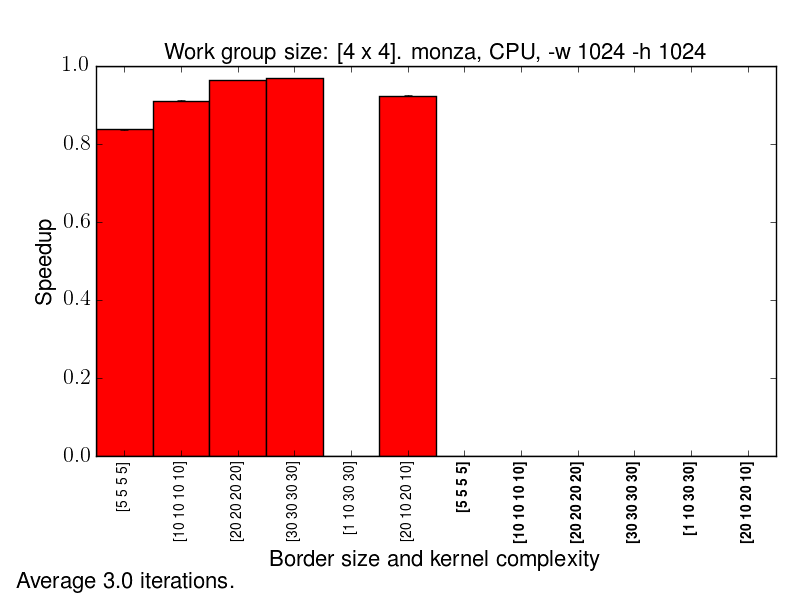 Work group size: [4 x 4]. monza, CPU, -w 1024 -h 1024
1.0
0.8
0.6
0.4
0.2
0.0
Speedup
[5 5 5 5]
[10 10 10 10]
[20 20 20 20]
[30 30 30 30]
[1 10 30 30]
[20 10 20 10]
[5 5 5 5]
[10 10 10 10]
[20 20 20 20]
[30 30 30 30]
[1 10 30 30]
[20 10 20 10]
Border size and kernel complexity
Average 3.0 iterations.